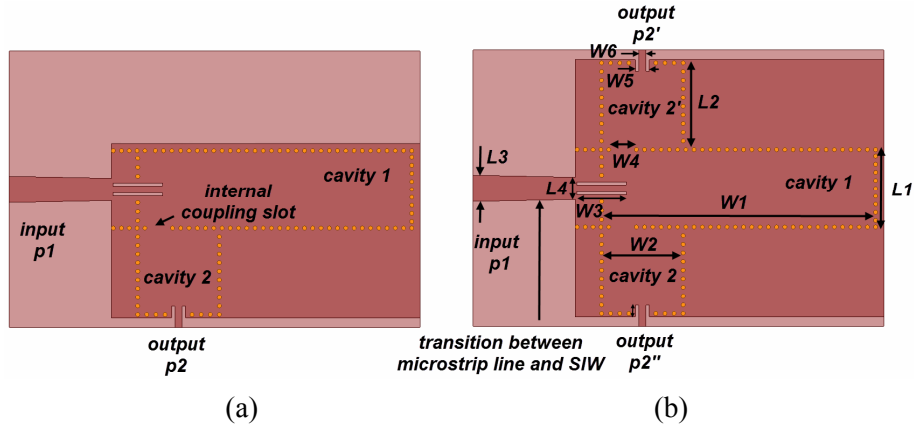 cavity 1
internal
coupling slot
input
p1
cavity 2
output
p2
(a)
output
p2'
W6
W5
cavity 2'
L2
W4
L3
L4
cavity 1
L1
W3
W1
input
p1
W2
cavity 2
transition between
microstrip line and SIW
output
p2"
(b)